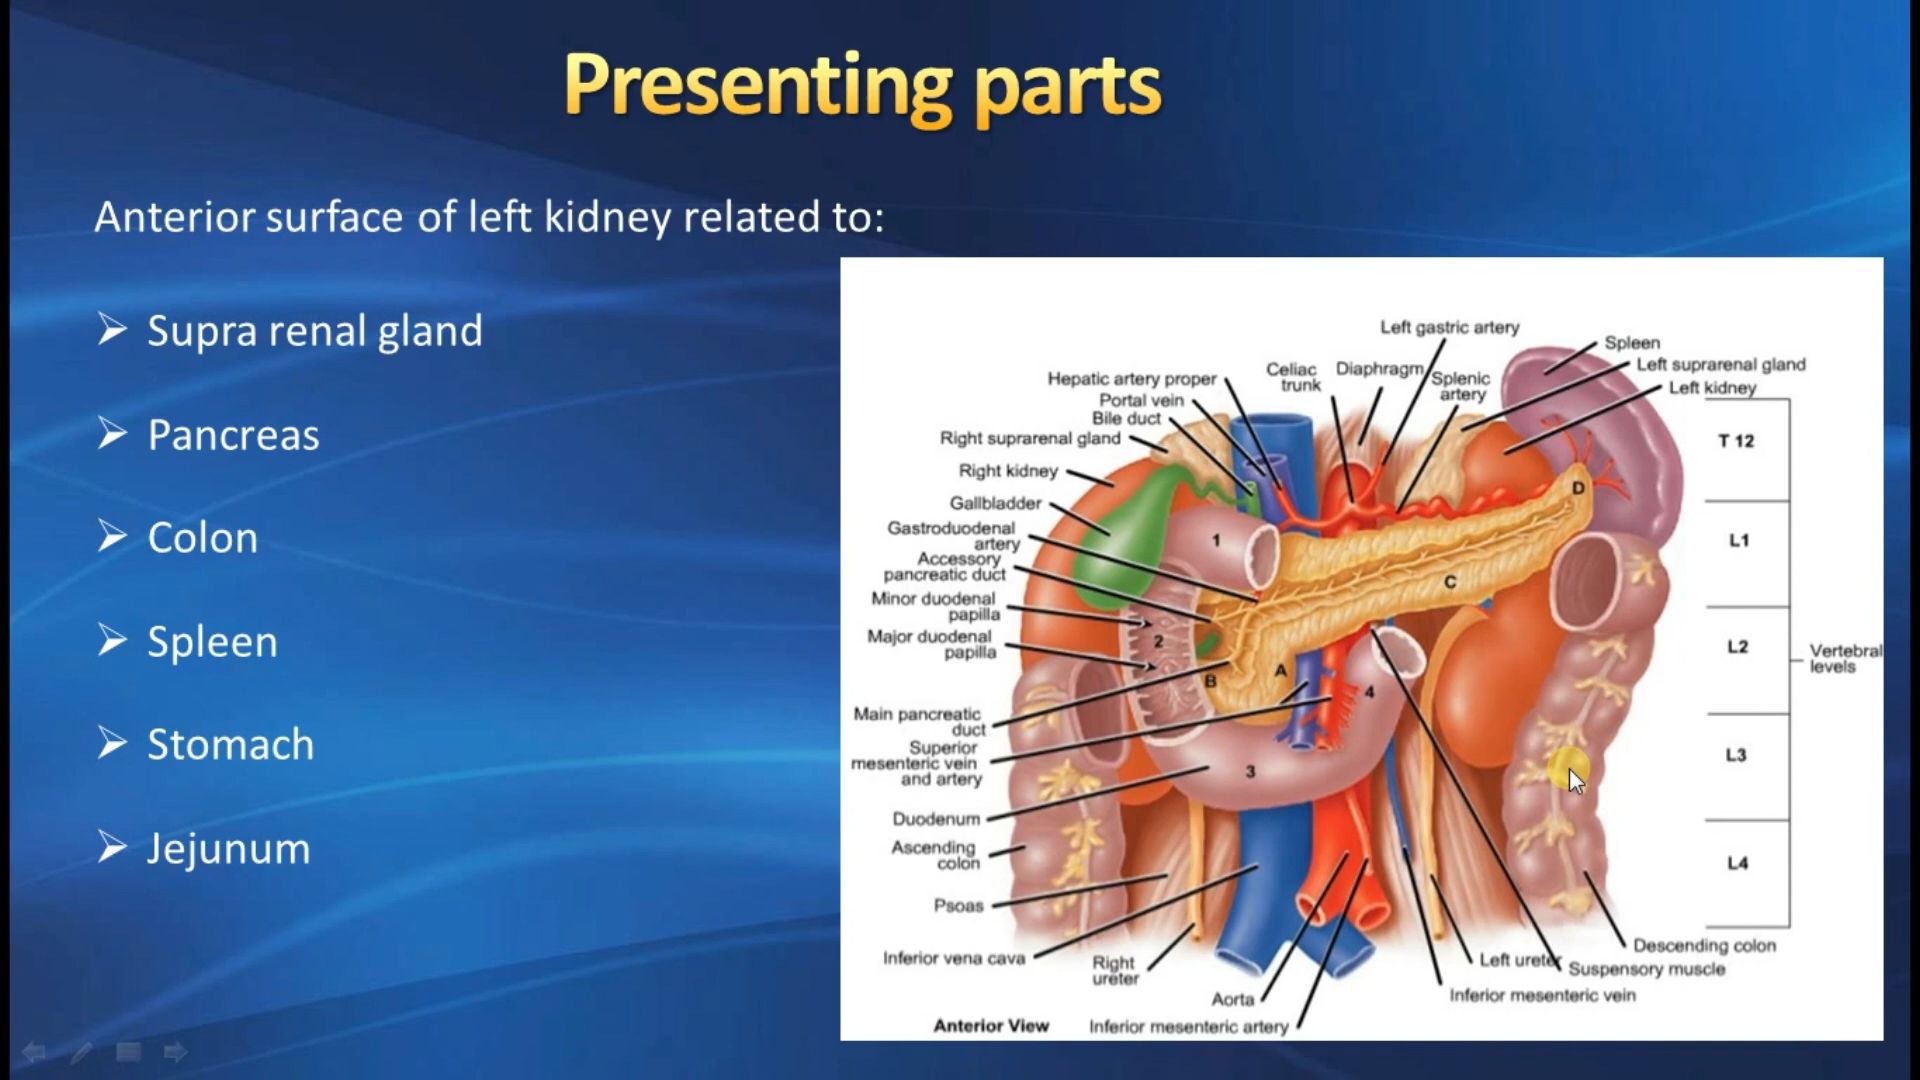 Presenting parts
Anterior surface of left kidney related to:
Supra renal gland
Pancreas
Colon
Spleen
Stomach
Jejunum
Left gastric artery
Spleen
Left suprarenal gland
Left kidney
Celiac
trunk
Diaphragm
Splenic
artery
Hepatic artery proper
Portal vein
Bile duct
Right suprarenal gland
Right kidney
Gallbladder
Gastroduodenal
artery
Accessory
pancreatic duct
Minor duodenal
papilla
Major duodenal
papilla
Main pancreatic
duct
Superior
mesenteric vein
and artery
Duodenum
Ascending
colon
Psoas
Inferior vena cava
Right
ureter
Aorta
Inferior mesenteric artery
Anterior View
1
2
3
4
A
B
C
D
T 12
L1
L2
L3
L4
Vertebral
levels
Descending colon
Left ureter
Suspensory muscle
Inferior mesenteric vein